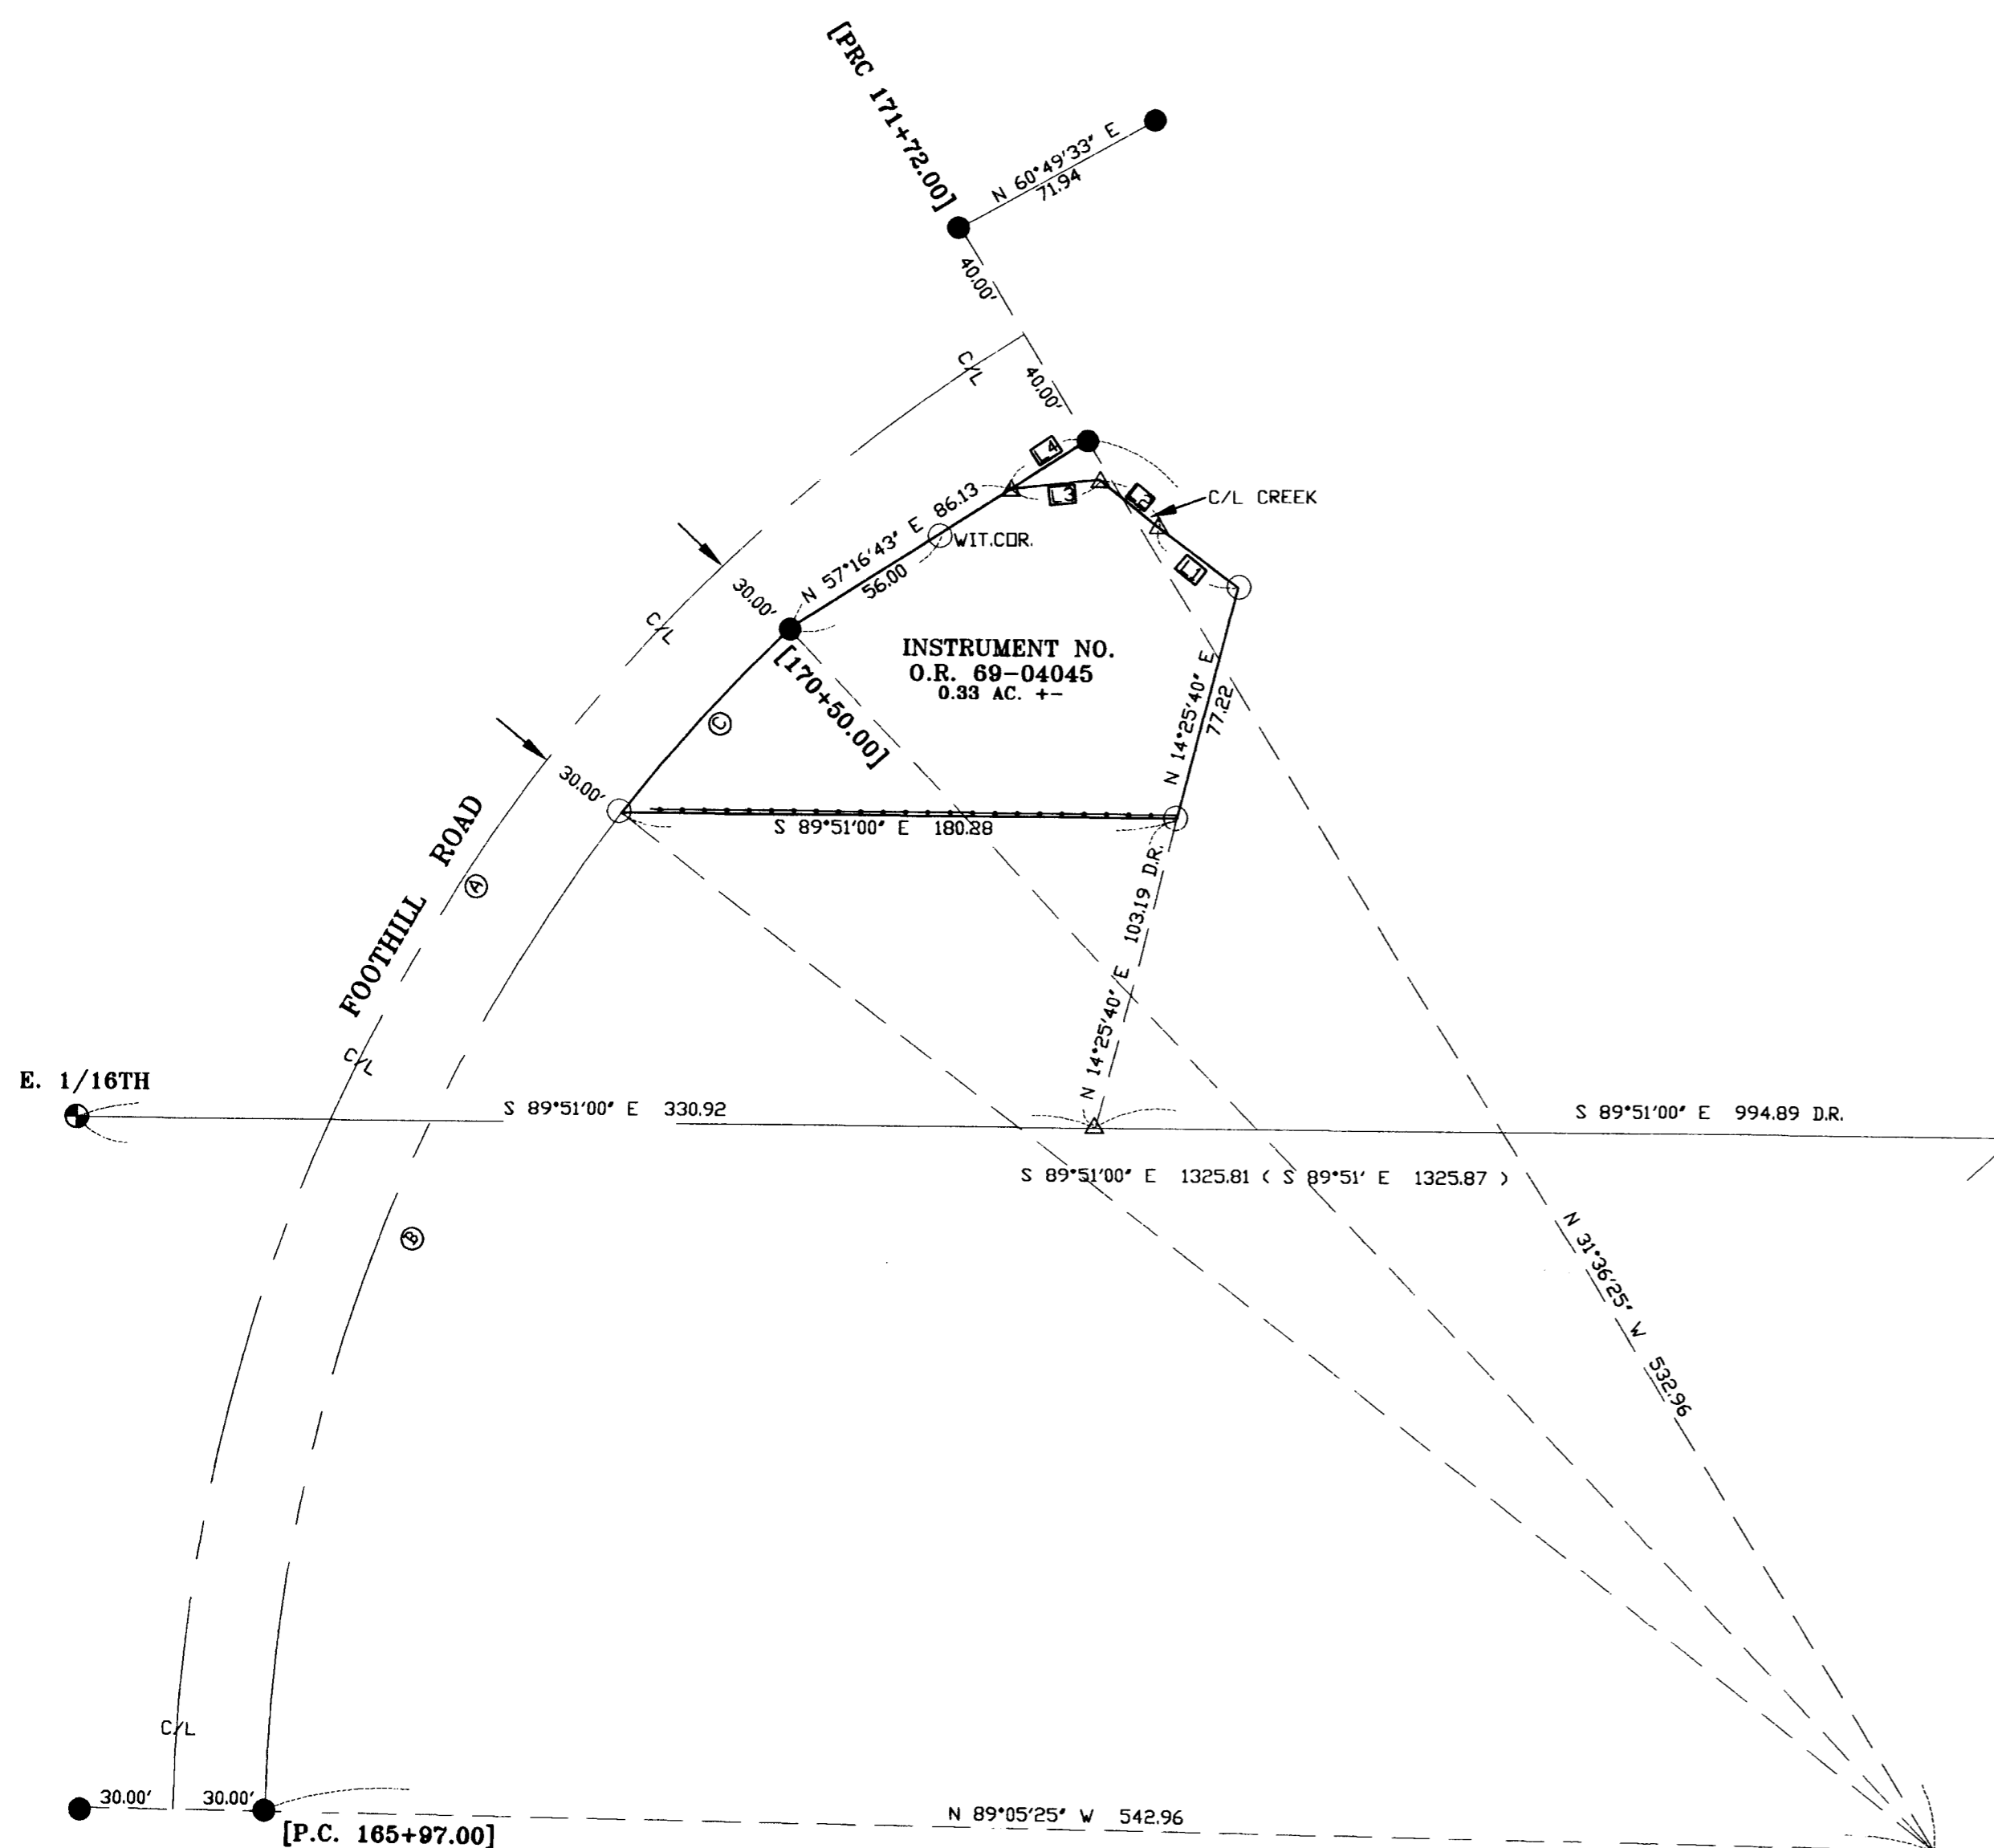 [PRC 171+72.00]
N 60°49'33" E
71.94
40.00'
C/L
40.00'
L4
L3
L2
C/L CREEK
N 57°16'43" E 86.13
WIT.COR.
56.00
L1
30.00'
C/L
[170+50.00]
INSTRUMENT NO.
O.R. 69-04045
0.33 AC. +-
N 14°25'40" E
77.22
C
30.00'
S 89°51'00" E 180.28
FOOTHILL ROAD
A
N 14°25'40" E 103.19 D.R.
C/L
E. 1/16TH
S 89°51'00" E 330.92
S 89°51'00" E 994.89 D.R.
S 89°51'00" E 1325.81 ( S 89°51' E 1325.87 )
B
N 31°36'25" W 532.96
C/L
30.00'
30.00'
N 89°05'25" W 542.96
[P.C. 165+97.00]